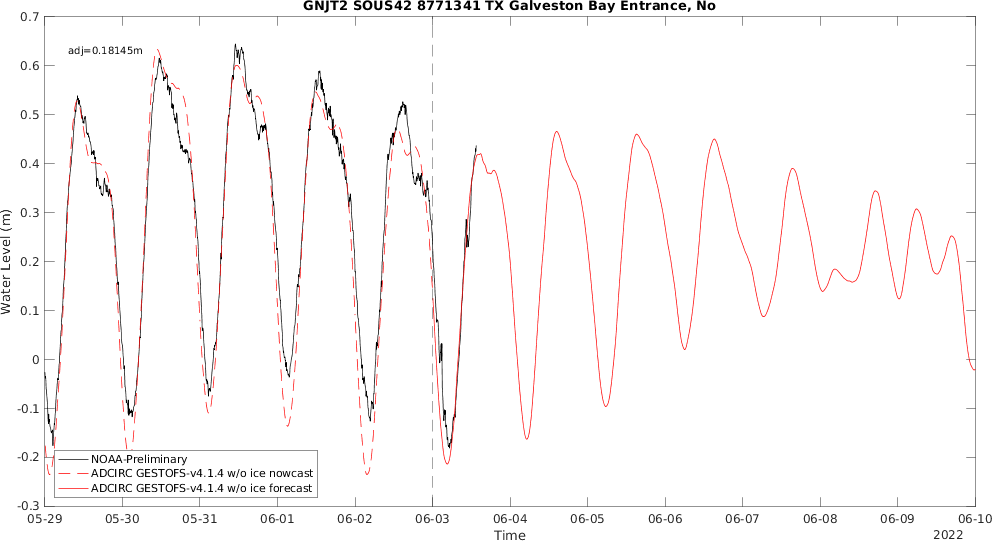 GNJT2 SOUS42 8771341 TX Galveston Bay Entrance, No
adj=0.18145m
Water Level (m)
0.7
0.6
0.5
0.4
0.3
0.2
0.1
0
-0.1
-0.2
-0.3
NOAA-Preliminary
ADCIRC GESTOFS-v4.1.4 w/o ice nowcast
ADCIRC GESTOFS-v4.1.4 w/o ice forecast
05-29 05-30 05-31 06-01 06-02 06-03 06-04 06-05 06-06 06-07 06-08 06-09 06-10
Time
2022